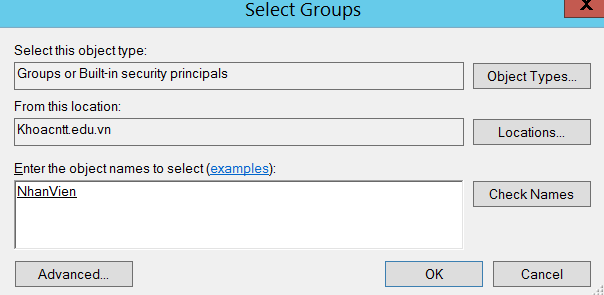 Select Groups
X
Select this object type:
Groups or Built-in security principals
Object Types...
From this location:
Khoacntt.edu.vn
Locations...
Enter the object names to select (examples):
NhanVien
Check Names
Advanced...
OK
Cancel